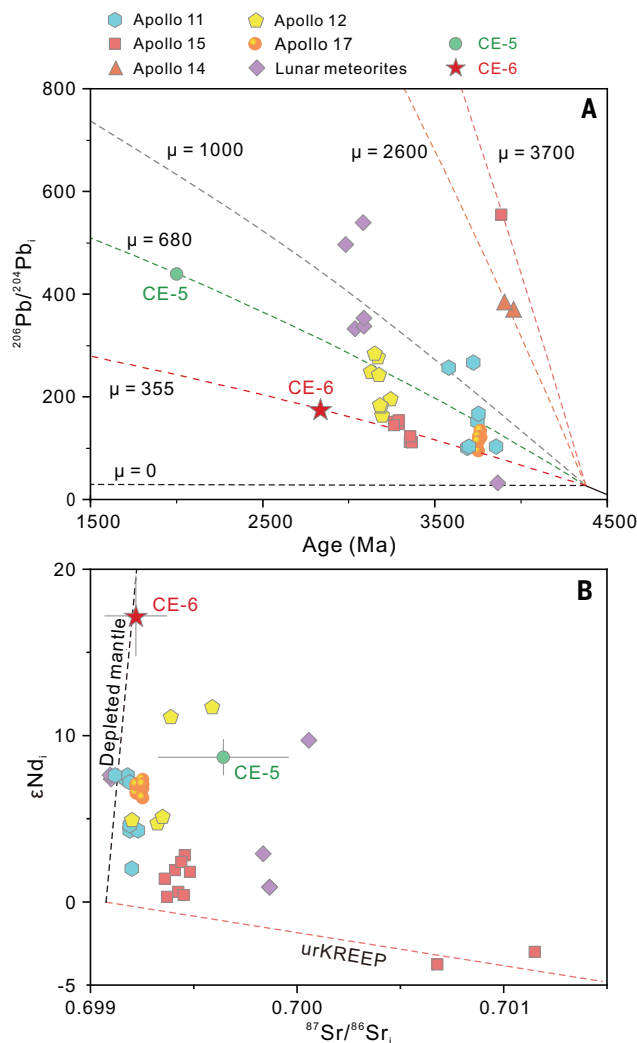 Apollo 11 Apollo 12
Apollo 15 Apollo 17 CE-5
Apollo 14 Lunar meteorites CE-6
800
A
μ = 2600
μ = 3700
μ = 1000
600
μ = 680
CE-5
400
²⁰⁶Pb/²⁰⁴Pbᵢ
μ = 355
CE-6
200
μ = 0
0
1500 2500 3500 4500
Age (Ma)
20
B
CE-6
Depleted mantle
10
CE-5
εNdᵢ
0
urKREEP
-5
0.699 0.700 0.701
⁸⁷Sr/⁸⁶Srᵢ